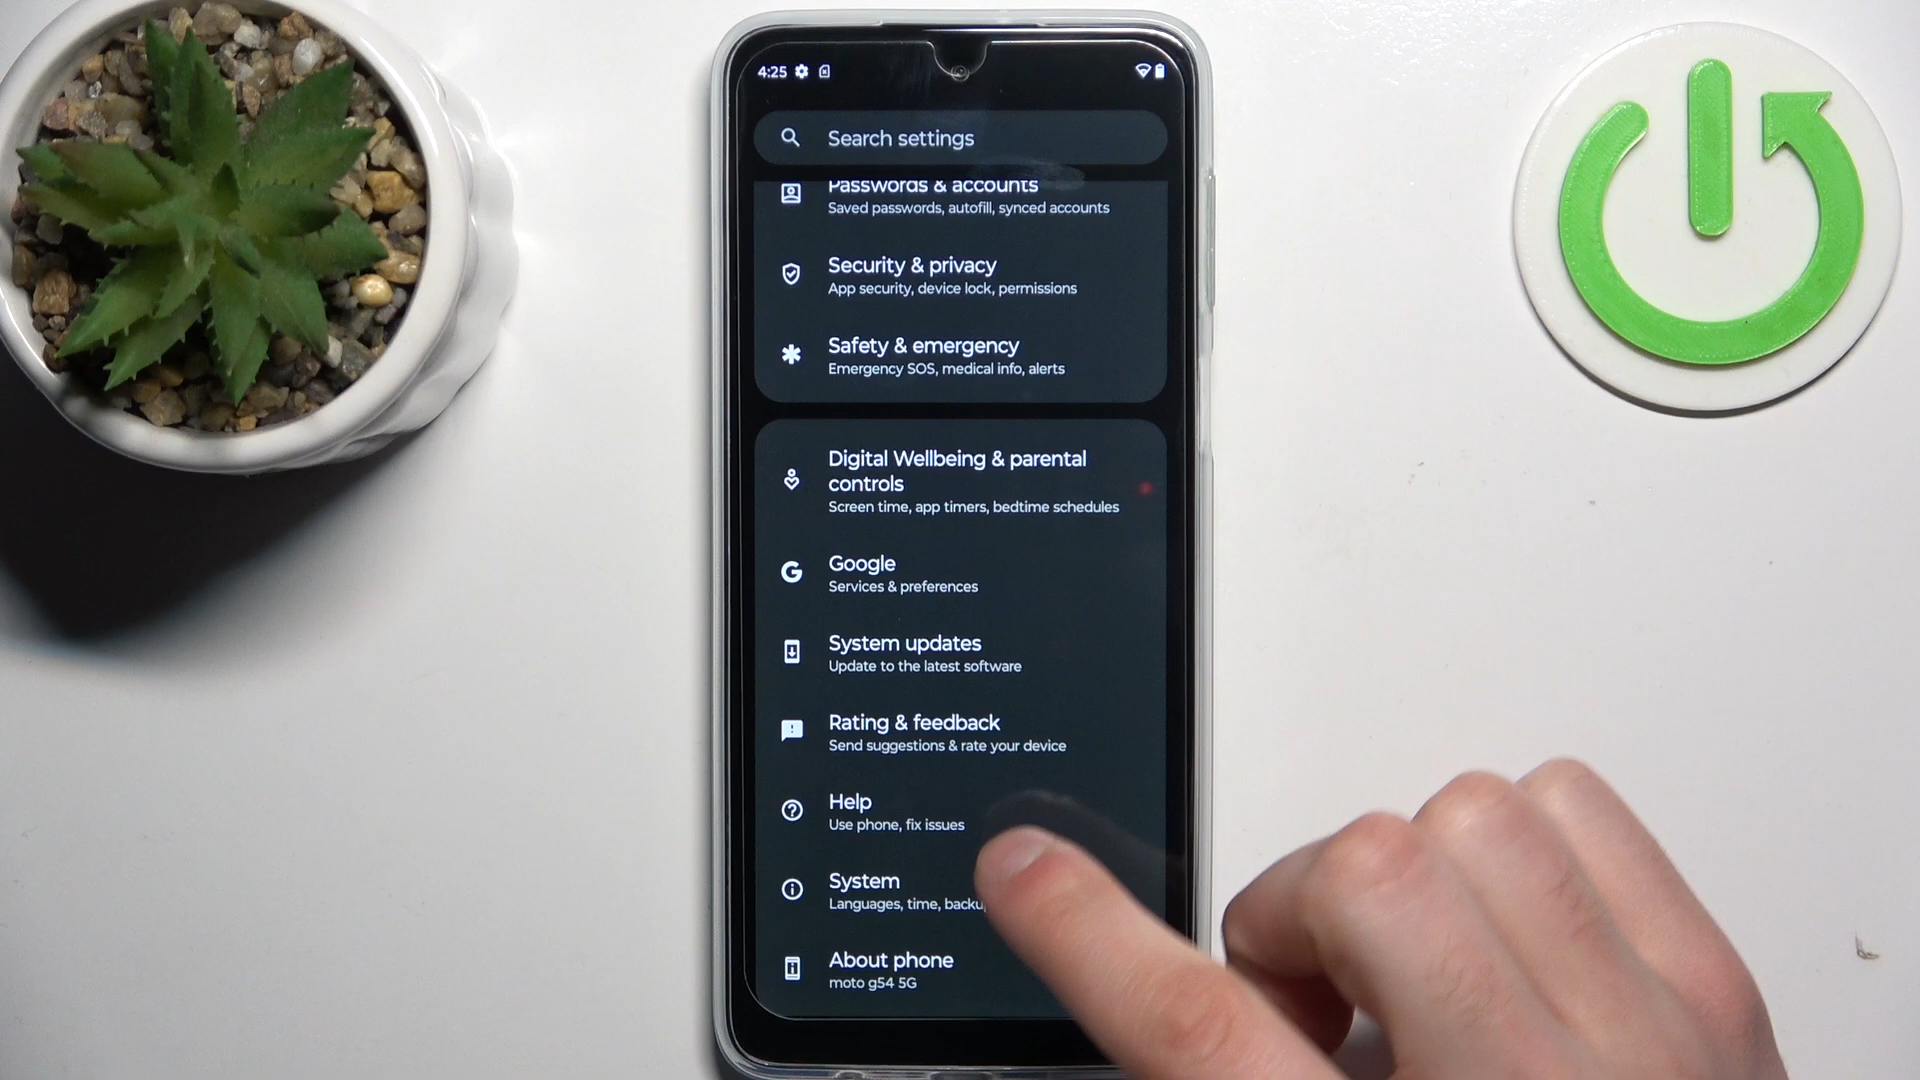 4:25
Search settings
Passwords & accounts
Saved passwords, autofill, synced accounts
Security & privacy
App security, device lock, permissions
Safety & emergency
Emergency SOS, medical info, alerts
Digital Wellbeing & parental
controls
Screen time, app timers, bedtime schedules
Google
Services & preferences
System updates
Update to the latest software
Rating & feedback
Send suggestions & rate your device
Help
Use phone, fix issues
System
Languages, time,
About phone
moto g54 5G